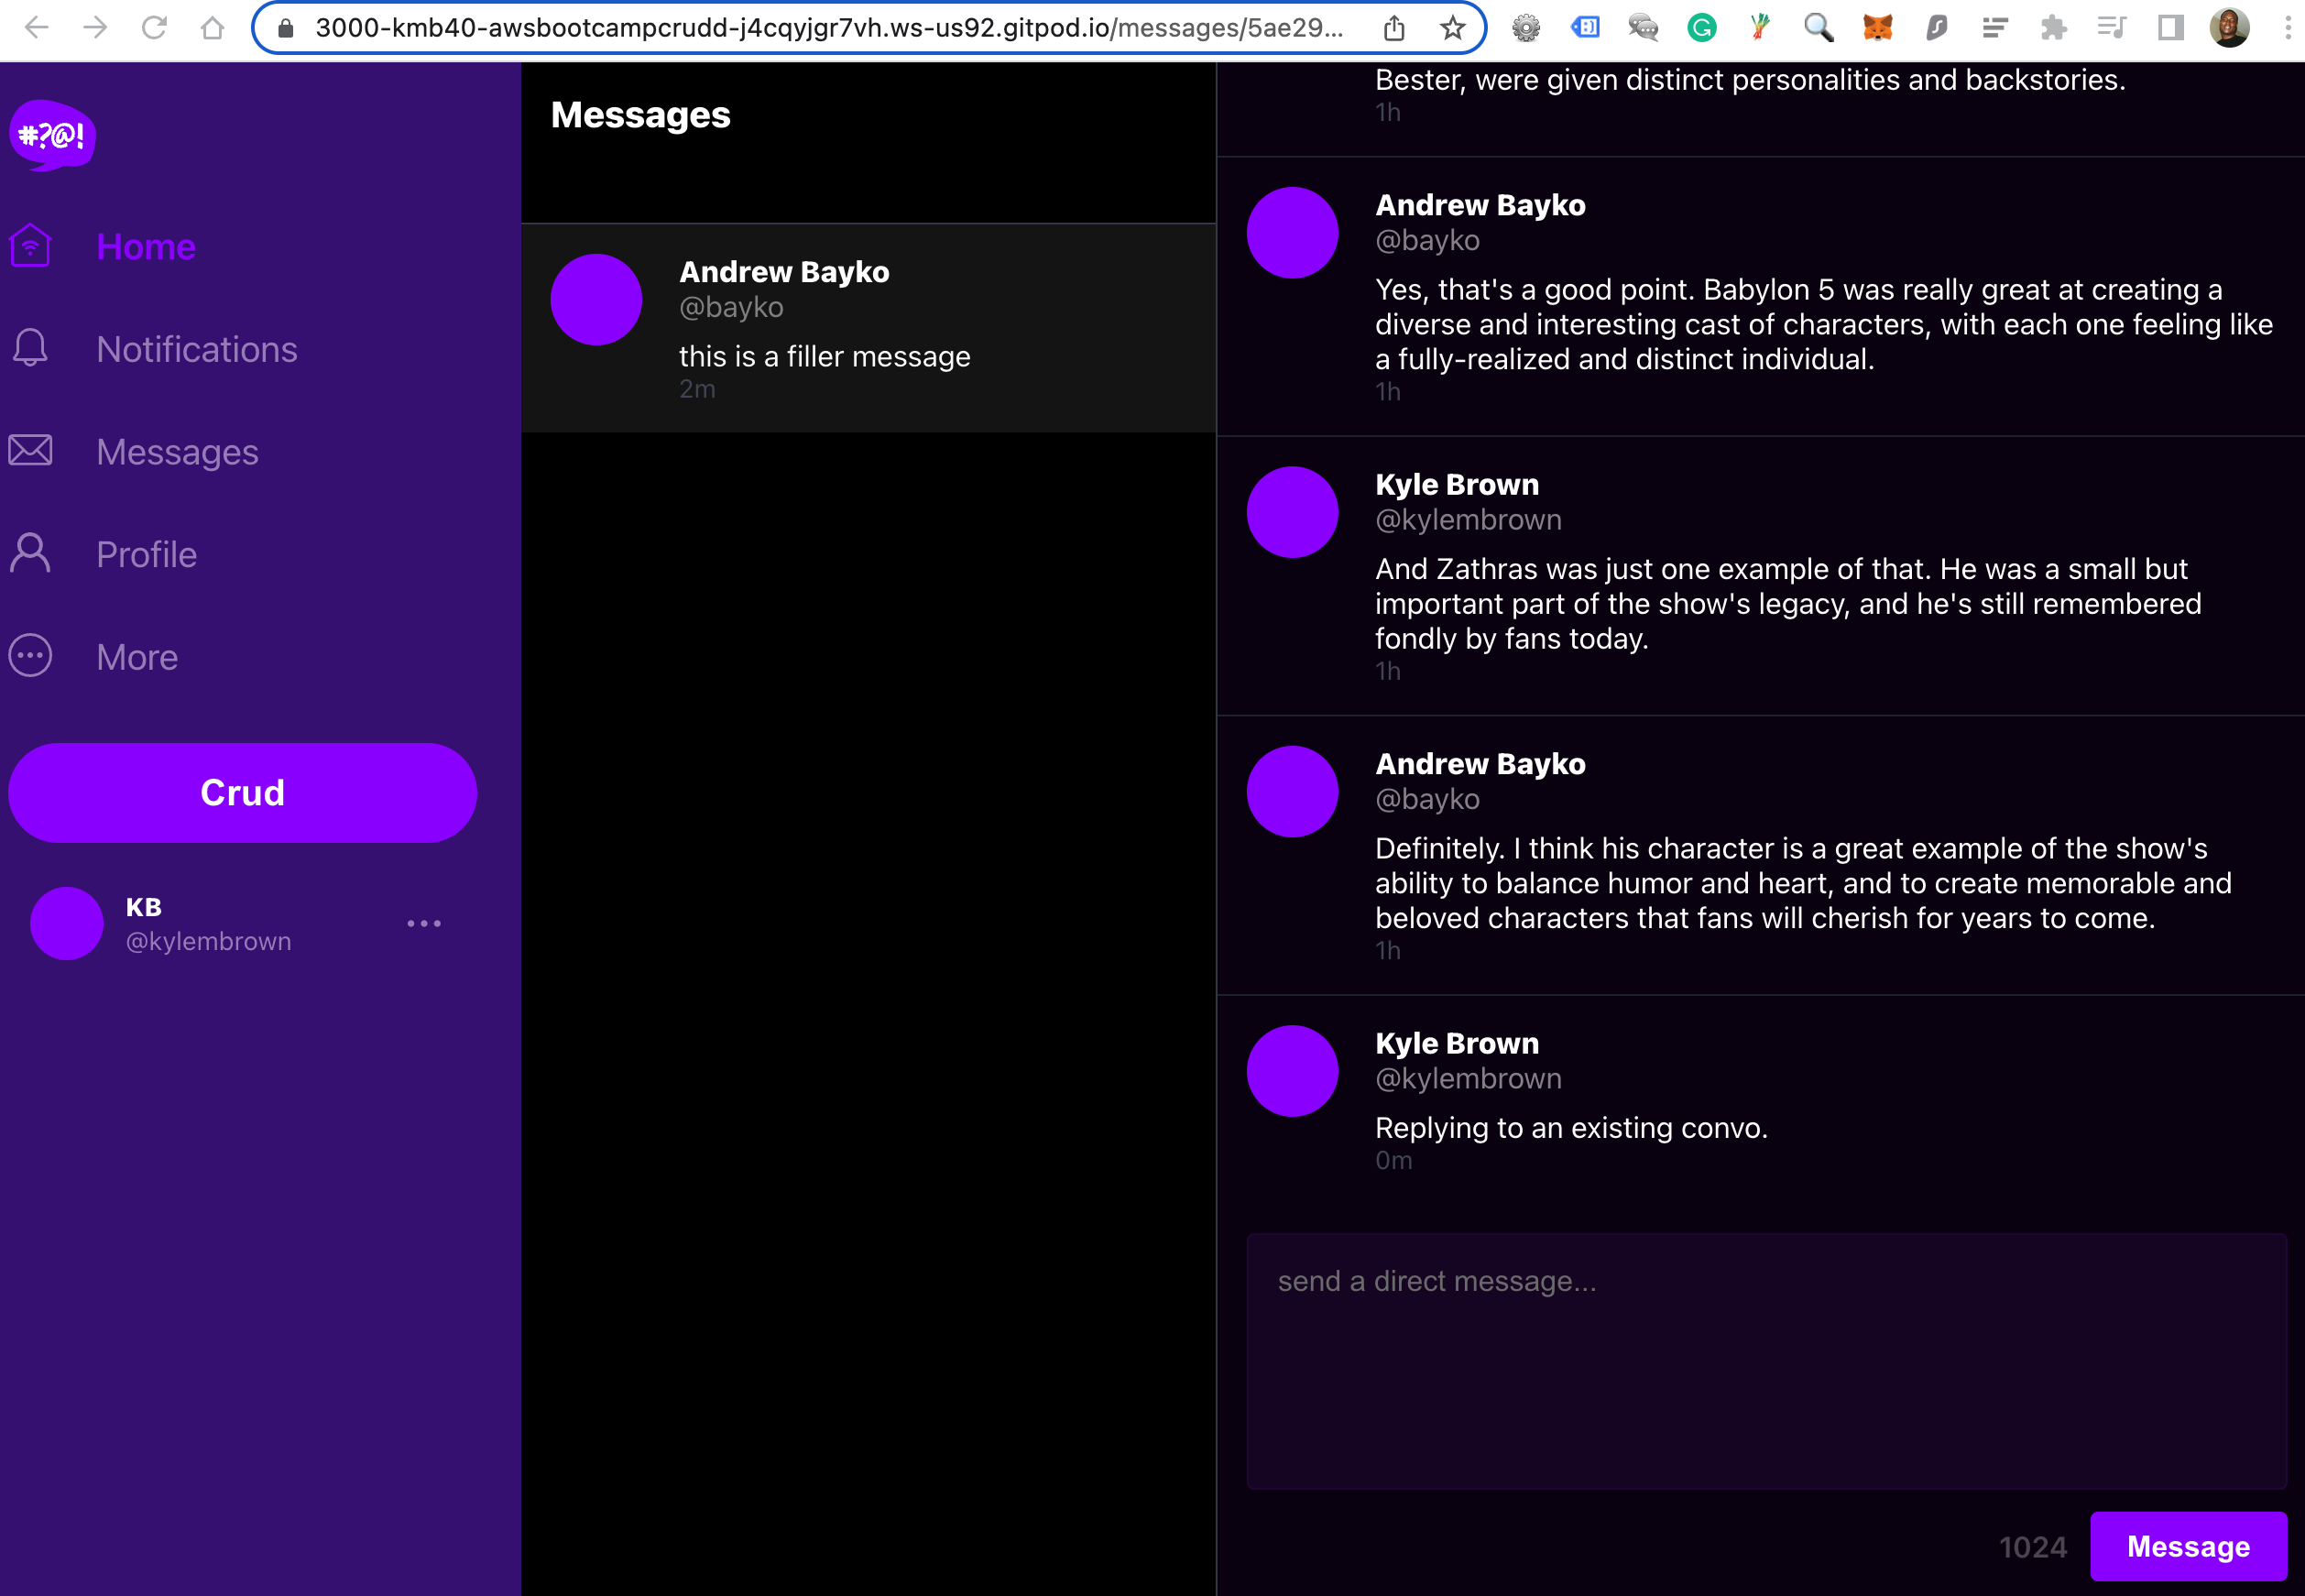 3000-kmb40-awsbootcampcrudd-j4cqyjgr7vh.ws-us92.gitpod.io/messages/5ae29...
#?@!
Home
Notifications
Messages
Profile
More
Crud
KB
@kylembrown
Messages
Andrew Bayko
@bayko
this is a filler message
2m
Bester, were given distinct personalities and backstories.
1h
Andrew Bayko
@bayko
Yes, that's a good point. Babylon 5 was really great at creating a
diverse and interesting cast of characters, with each one feeling like
a fully-realized and distinct individual.
1h
Kyle Brown
@kylembrown
And Zathras was just one example of that. He was a small but
important part of the show's legacy, and he's still remembered
fondly by fans today.
1h
Andrew Bayko
@bayko
Definitely. I think his character is a great example of the show's
ability to balance humor and heart, and to create memorable and
beloved characters that fans will cherish for years to come.
1h
Kyle Brown
@kylembrown
Replying to an existing convo.
0m
send a direct message...
1024
Message